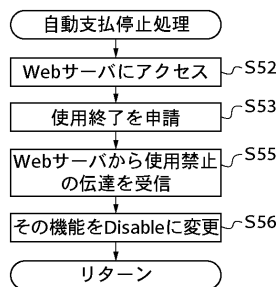 自動支払停止処理
Webサーバにアクセス
S52
使用終了を申請
S53
Webサーバから使用禁止
の伝達を受信
S55
その機能をDisableに変更
S56
リターン